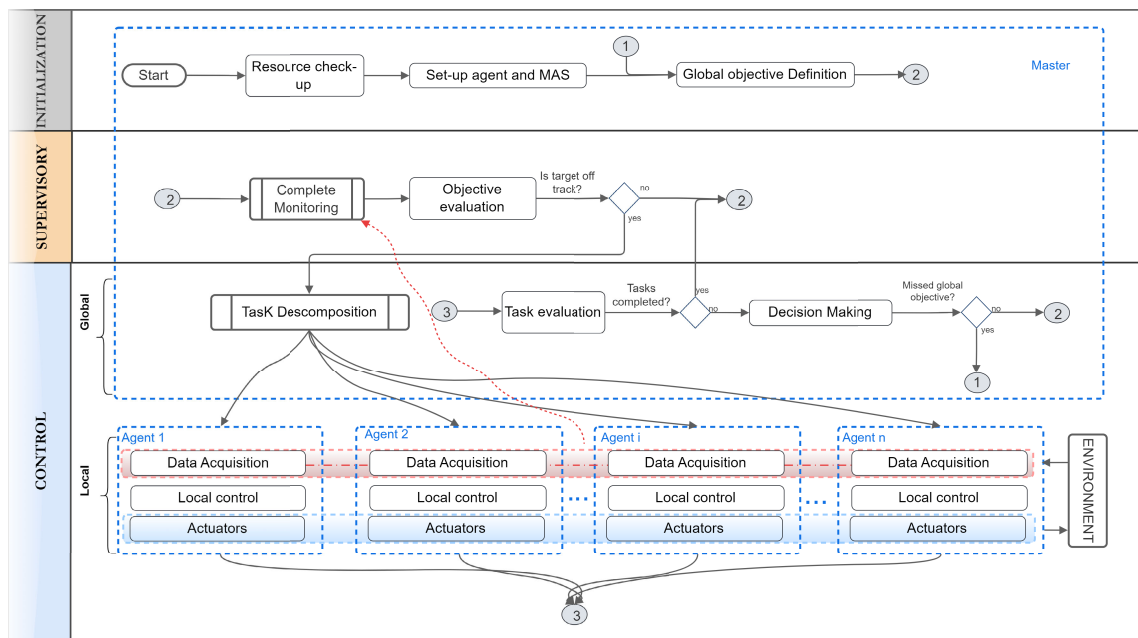 INITIALIZATION
1
Start
Resource check-
up
Set-up agent and MAS
Global objective Definition
2
Master
SUPERVISORY
2
Complete
Monitoring
Objective
evaluation
Is target off
track?
no
yes
2
CONTROL
Global
TasK Descomposition
3
Task evaluation
Tasks
completed?
yes
no
Decision Making
Missed global
objective?
no
yes
2
1
Local
Agent 1
Data Acquisition
Local control
Actuators
Agent 2
Data Acquisition
Local control
Actuators
...
Agent i
Data Acquisition
Local control
Actuators
...
Agent n
Data Acquisition
Local control
Actuators
ENVIRONMENT
3